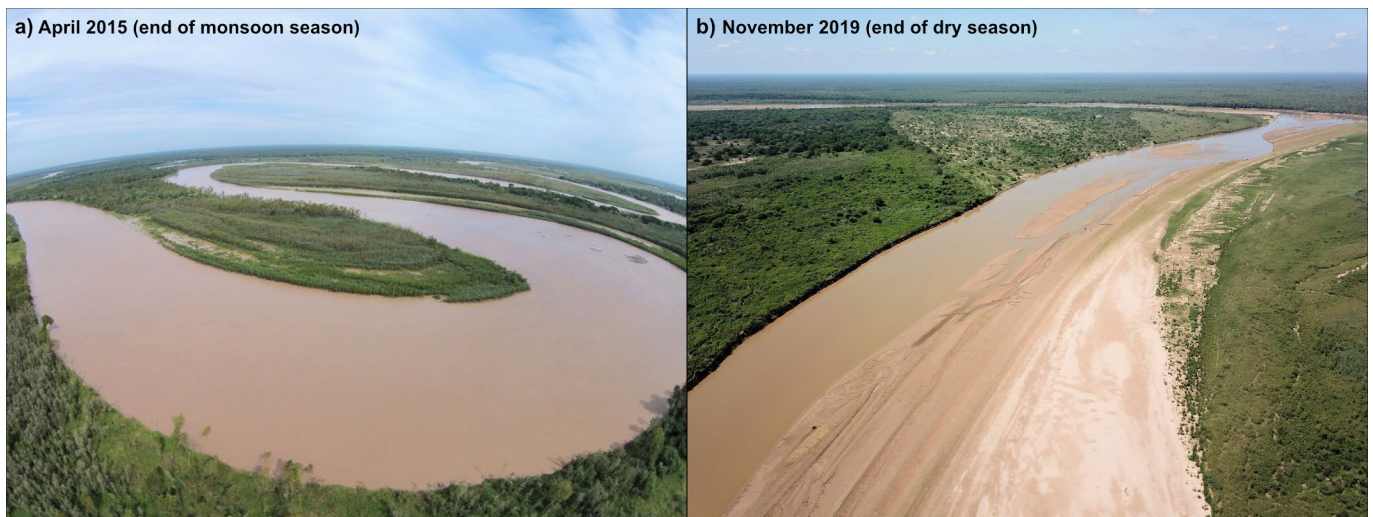 a) April 2015 (end of monsoon season)
b) November 2019 (end of dry season)